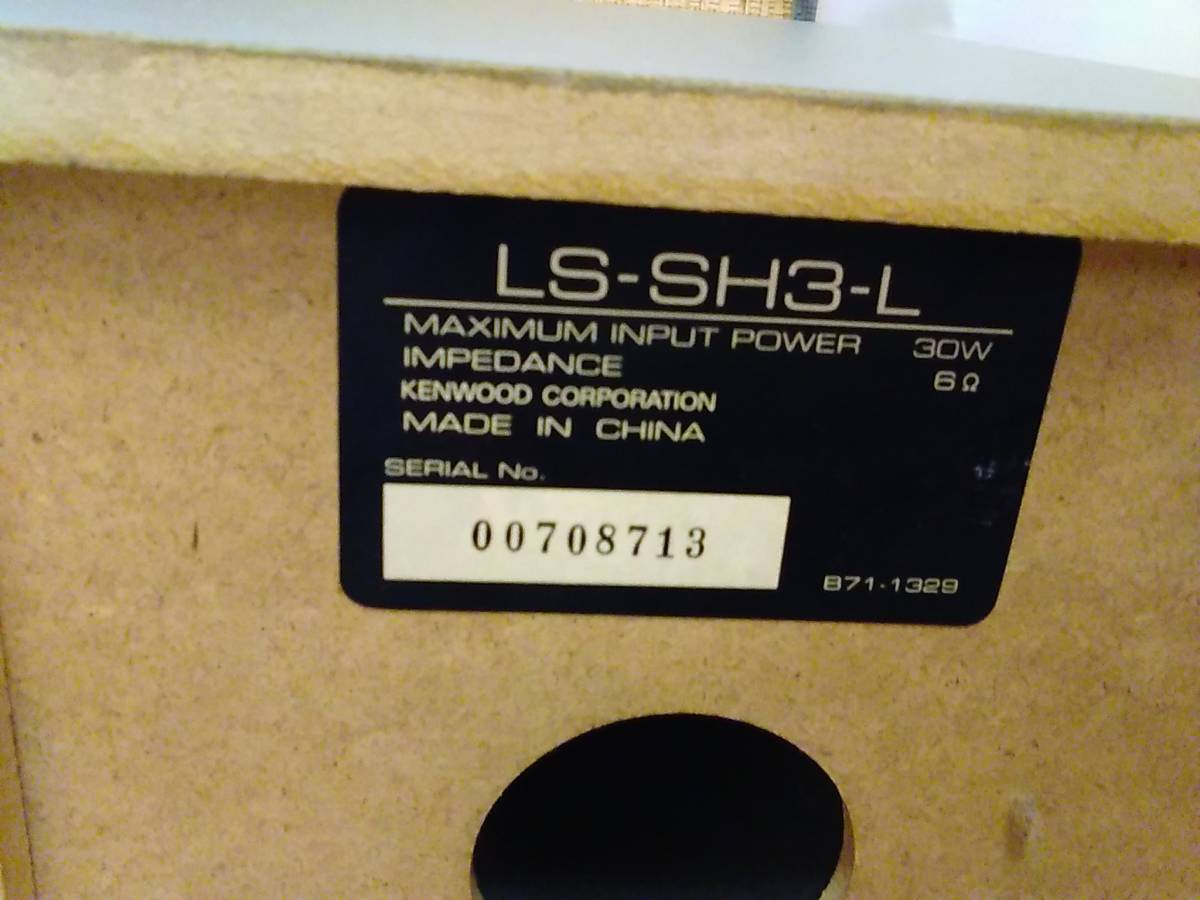 LS-SH3-L
MAXIMUM INPUT POWER 30W
IMPEDANCE 6Ω
KENWOOD CORPORATION
MADE IN CHINA
SERIAL No.
00708713
B71-1329